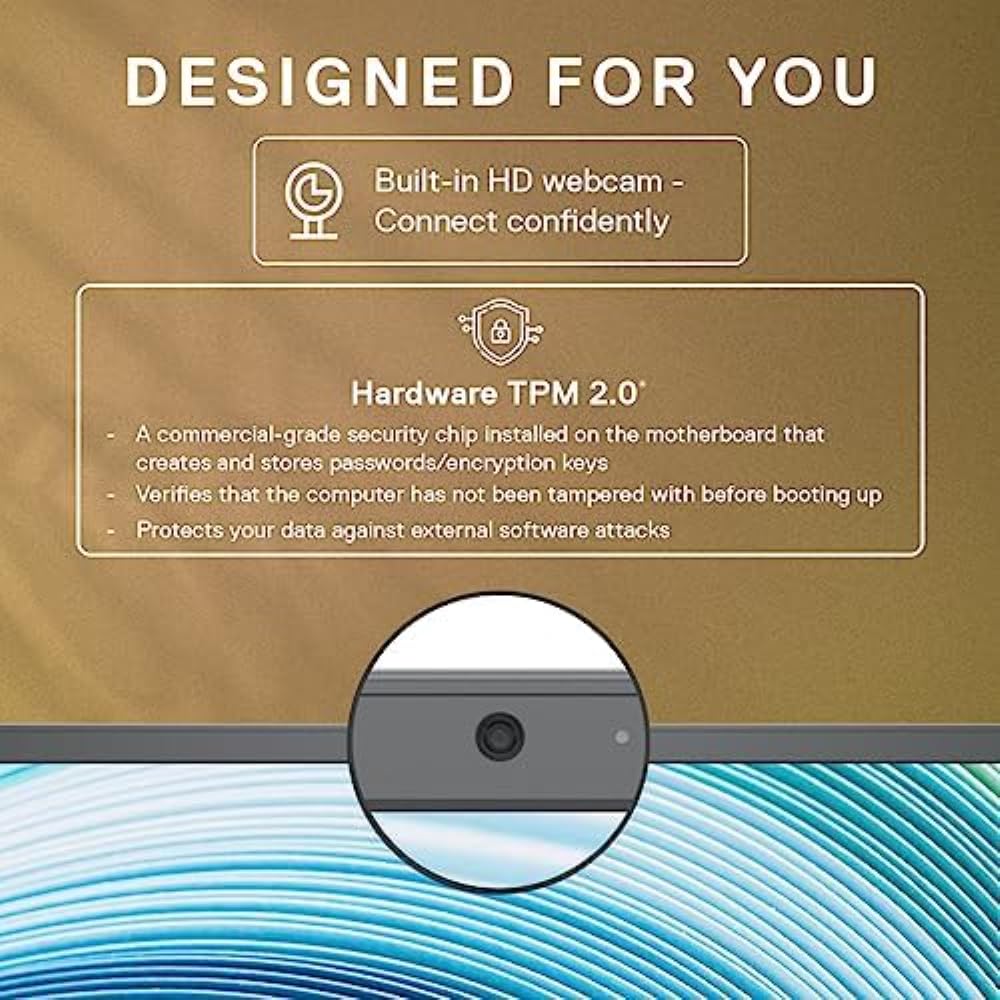 DESIGNED FOR YOU
Built-in HD webcam -
Connect confidently
Hardware TPM 2.0*
- A commercial-grade security chip installed on the motherboard that
creates and stores passwords/encryption keys
- Verifies that the computer has not been tampered with before booting up
- Protects your data against external software attacks